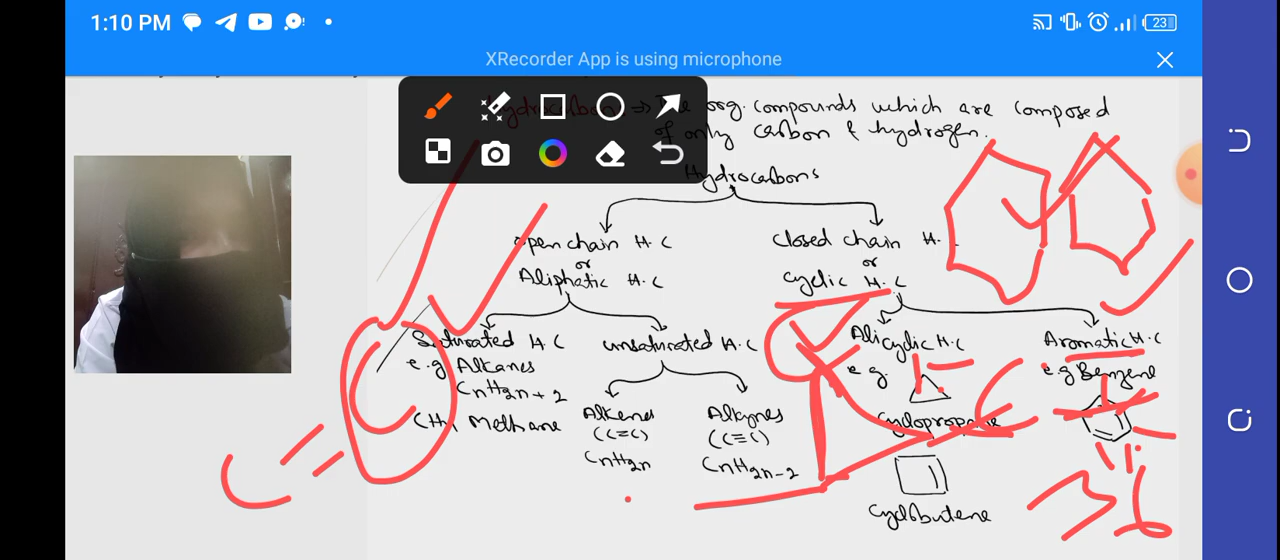 1:10 PM
23
XRecorder App is using microphone
org. compounds which are composed
of only carbon & hydrogen.
Hydrocarbons
open chain H.C
or
Aliphatic H.C
Closed chain H.
or
cyclic H.C
Saturated H.C
e.g Alkanes
CnH2n+2
CH4 Methane
unsaturated H.C
Alkenes
(C=C)
CnH2n
Alkynes
(C≡C)
CnH2n-2
Alicyclic H.C
e.g.
Cyclopropane
Cyclobutene
Aromatic H.C
e.g Benzene